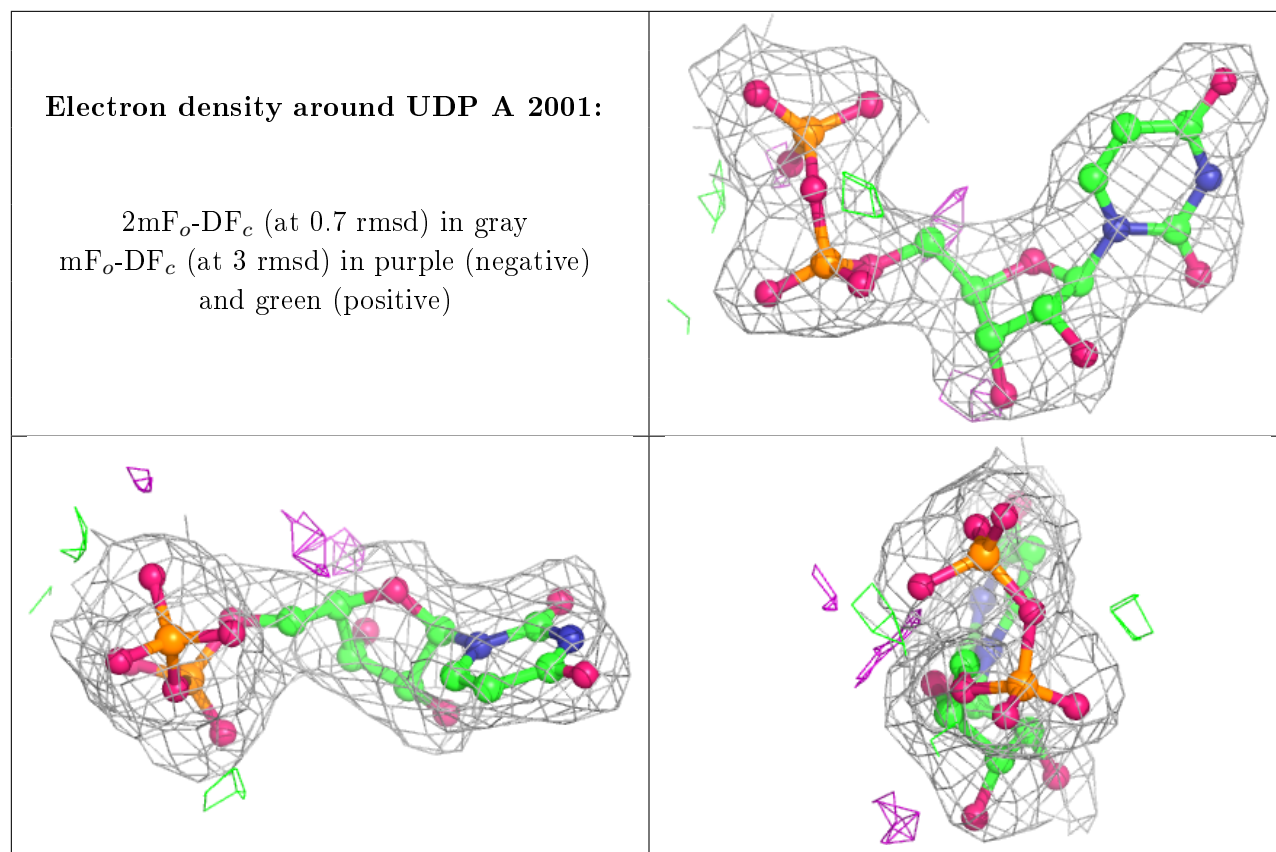 Electron density around UDP A 2001:
2mFₒ-DF𝒸 (at 0.7 rmsd) in gray
mFₒ-DF𝒸 (at 3 rmsd) in purple (negative)
and green (positive)